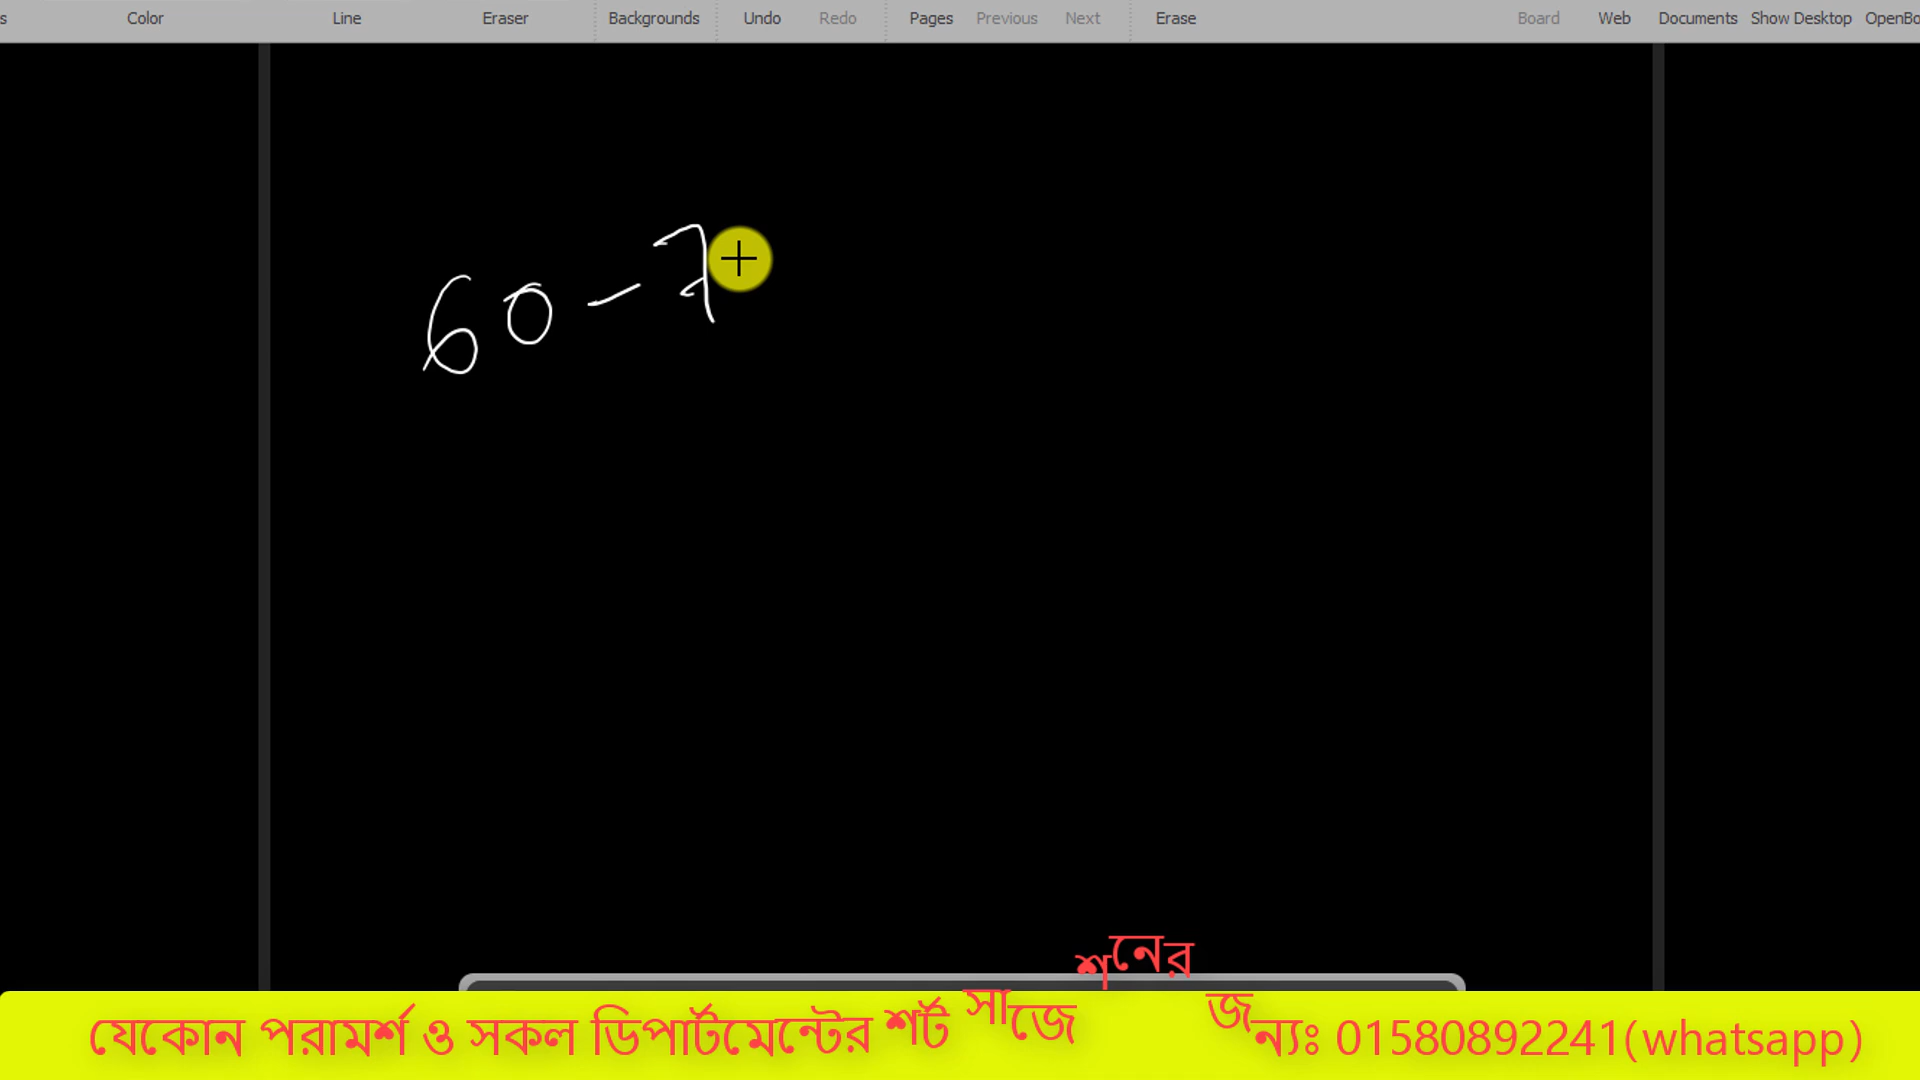 s Color Line Eraser Backgrounds Undo Redo Pages Previous Next Erase Board Web Documents Show Desktop OpenBo
60-7
যেকোন পরামর্শ ও সকল ডিপার্টমেন্টের শর্ট সাজেশনের জন্যঃ 01580892241(whatsapp)